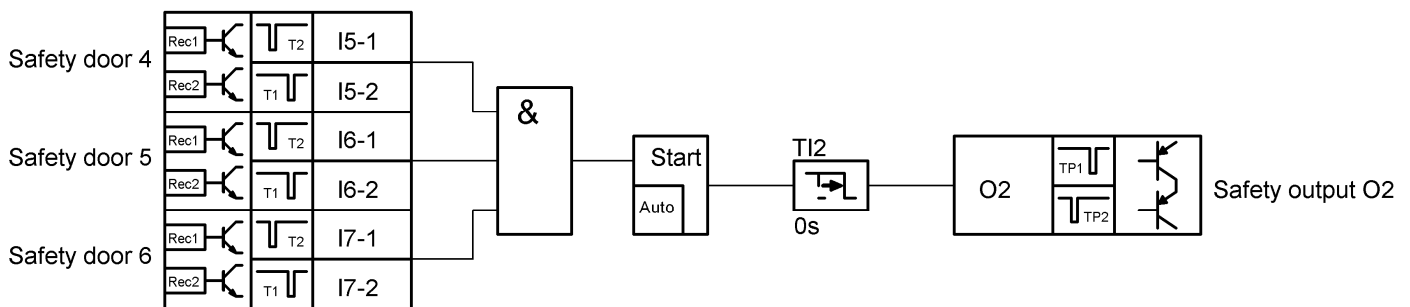 Safety door 4
Rec1 T2 I5-1
Rec2 T1 I5-2
Safety door 5
Rec1 T2 I6-1
Rec2 T1 I6-2
Safety door 6
Rec1 T2 I7-1
Rec2 T1 I7-2
&
Start
Auto
TI2
0s
O2
TP1
TP2
Safety output O2